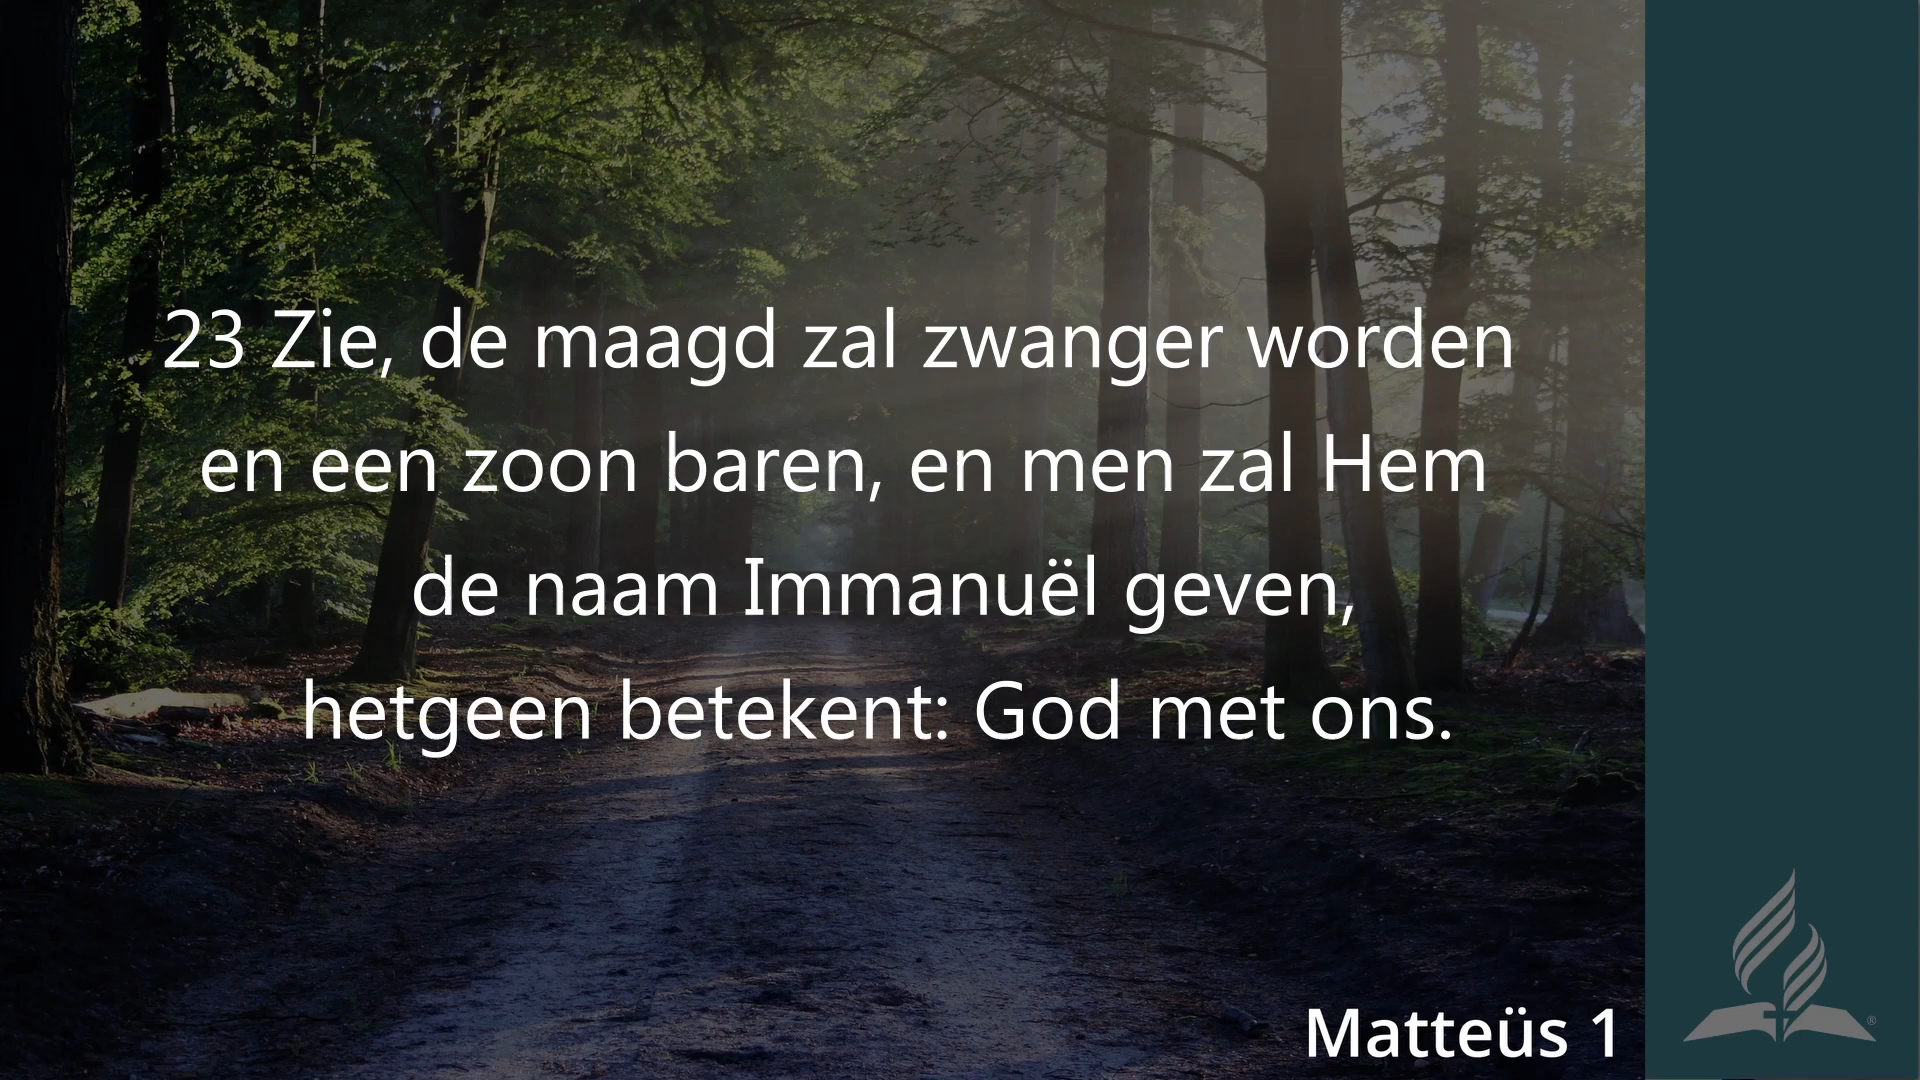 23 Zie, de maagd zal zwanger worden
en een zoon baren, en men zal Hem
de naam Immanuël geven,
hetgeen betekent: God met ons.
Matteüs 1
®